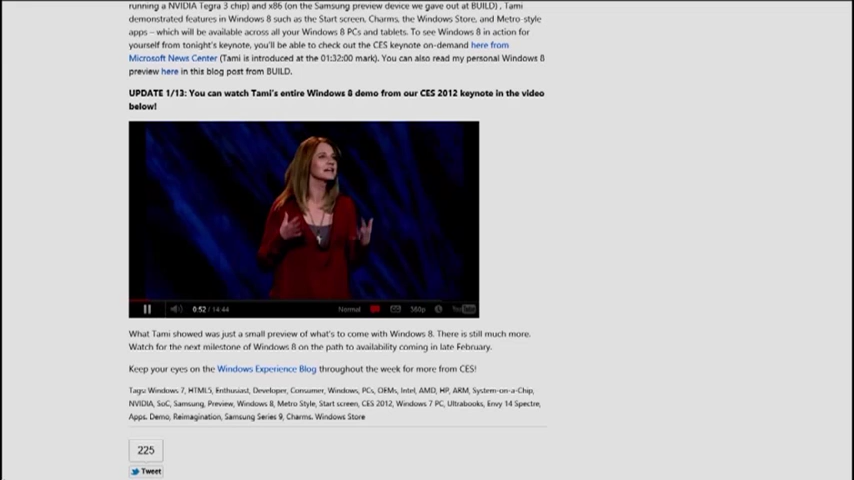 running a NVIDIA Tegra 3 chip) and x86 (on the Samsung preview device we gave out at BUILD) . Tami
demonstrated features in Windows 8 such as the Start screen, Charms, the Windows Store, and Metro-style
apps – which will be available across all your Windows 8 PCs and tablets. To see Windows 8 in action for
yourself from tonight's keynote, you'll be able to check out the CES keynote on-demand here from
Microsoft News Center (Tami is introduced at the 01:32:00 mark). You can also read my personal Windows 8
preview here in this blog post from BUILD.
UPDATE 1/13: You can watch Tami's entire Windows 8 demo from our CES 2012 keynote in the video
below!
0:52 / 14:44 Normal 360p
What Tami showed was just a small preview of what's to come with Windows 8. There is still much more.
Watch for the next milestone of Windows 8 on the path to availability coming in late February.
Keep your eyes on the Windows Experience Blog throughout the week for more from CES!
Tags: Windows 7, HTML5, Enthusiast, Developer, Consumer, Windows, PCs, OEMs, Intel, AMD, HP, ARM, System-on-a-Chip,
NVIDIA, SoC, Samsung, Preview, Windows 8, Metro Style, Start screen, CES 2012, Windows 7 PC, Ultrabooks, Envy 14 Spectre,
Apps, Demo, Reimagination, Samsung Series 9, Charms, Windows Store
225
Tweet